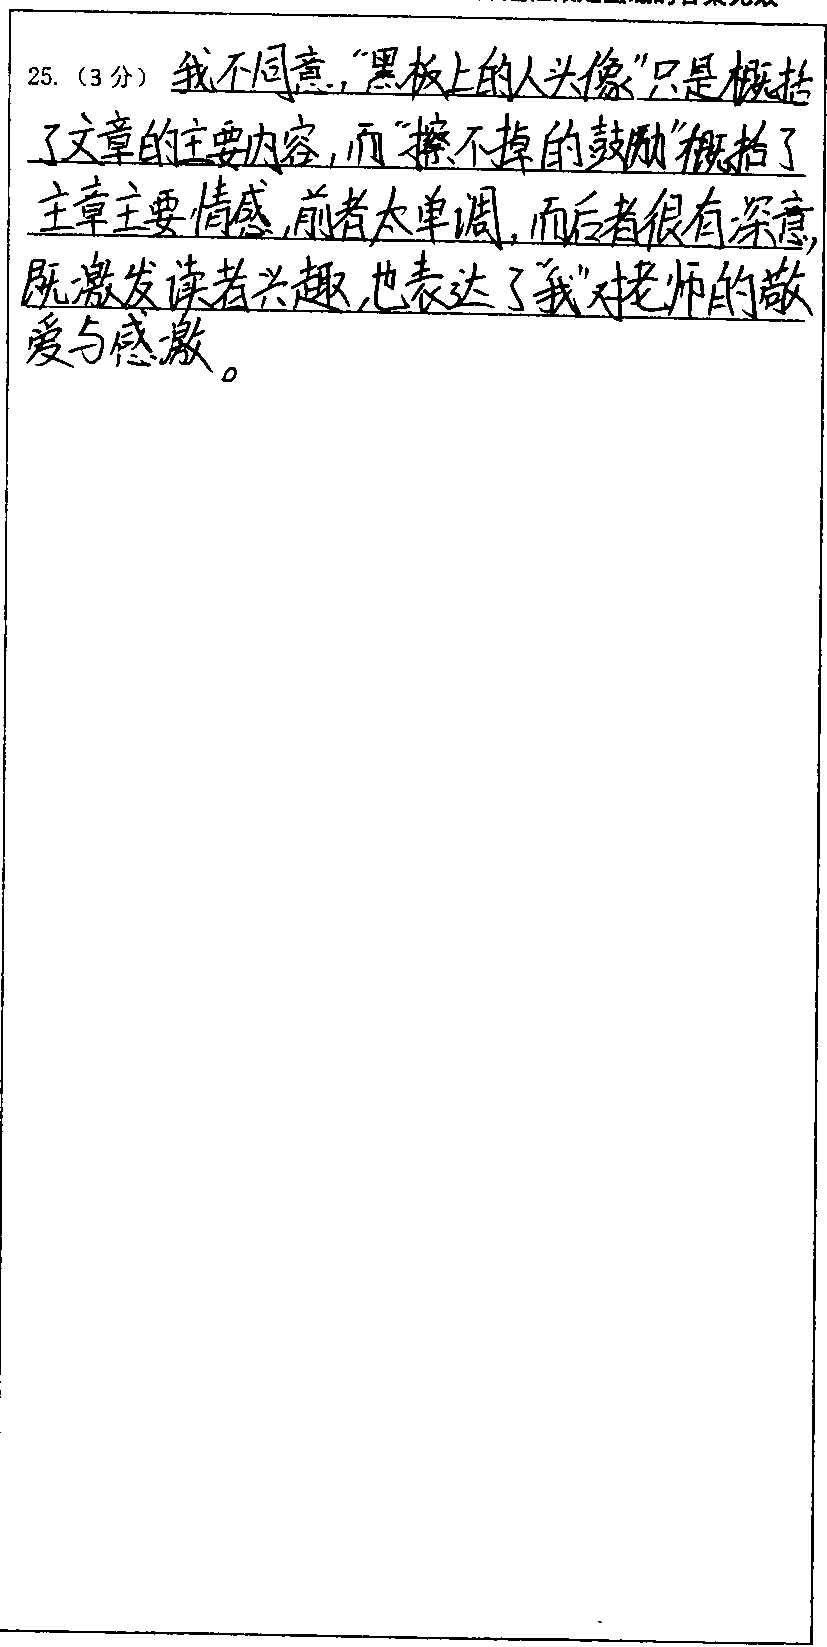 25. （3分） 我不同意，“黑板上的人头像”只是概括
了文章的主要内容，而“擦不掉的鼓励”概括了
主章主要情感，前者太单调，而后者很有深意，
既激发读者兴趣，也表达了“我”对老师的敬
爱与感激。